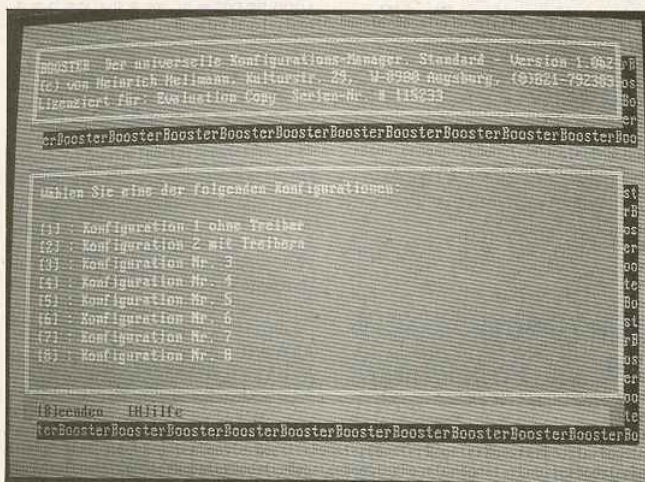 BOOSTER Der universelle Konfigurations-Manager. Standard - Version 1.
(c) von Heinrich Hellmann, Kulturstr. 29, W-8900 Augsburg, (0)821-792383
Lizenziert für: Evaluation Copy Serien-Nr. #
erBoosterBoosterBoosterBoosterBoosterBoosterBoosterBoosterBoosterBoosterBoo
Wählen Sie eine der folgenden Konfigurationen:
[1] : Konfiguration 1 ohne Treiber
[2] : Konfiguration 2 mit Treibern
[3] : Konfiguration Nr. 3
[4] : Konfiguration Nr. 4
[5] : Konfiguration Nr. 5
[6] : Konfiguration Nr. 6
[7] : Konfiguration Nr. 7
[8] : Konfiguration Nr. 8
[B]eenden [H]ilfe
terBoosterBoosterBoosterBoosterBoosterBoosterBoosterBoosterBoosterBoosterBo